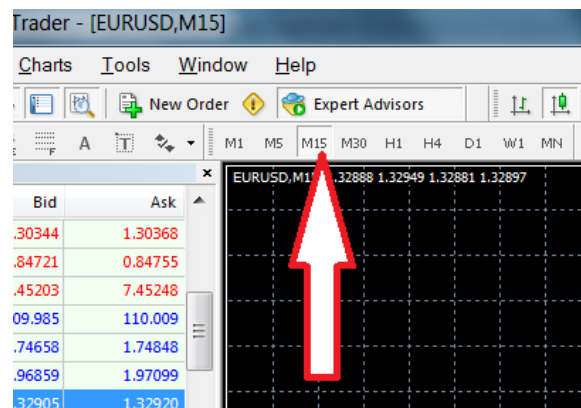 Trader - [EURUSD,M15]
Charts Tools Window Help
New Order Expert Advisors
F A T M1 M5 M15 M30 H1 H4 D1 W1 MN
EURUSD,M1 .32888 1.32949 1.32881 1.32897
Bid Ask
.30344 1.30368
.84721 0.84755
.45203 7.45248
09.985 110.009
.74658 1.74848
.96859 1.97099
.32905 1.32920